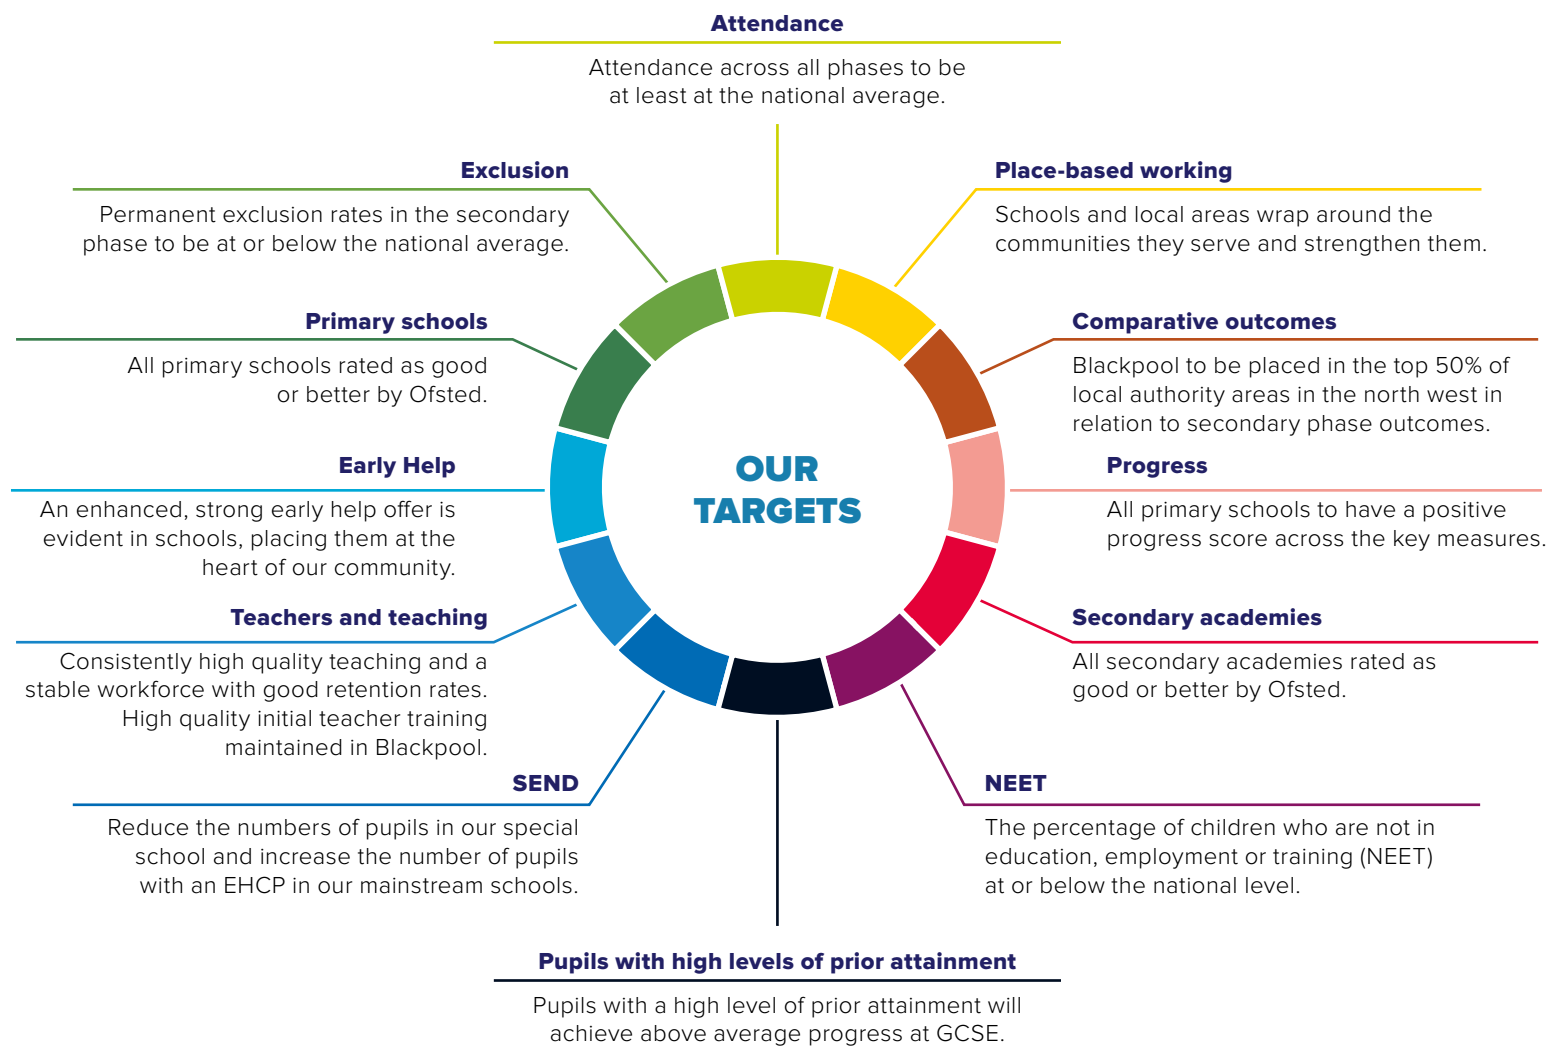 Attendance
Attendance across all phases to be
at least at the national average.
Place-based working
Schools and local areas wrap around the
communities they serve and strengthen them.
Comparative outcomes
Blackpool to be placed in the top 50% of
local authority areas in the north west in
relation to secondary phase outcomes.
Progress
All primary schools to have a positive
progress score across the key measures.
Secondary academies
All secondary academies rated as
good or better by Ofsted.
NEET
The percentage of children who are not in
education, employment or training (NEET)
at or below the national level.
Pupils with high levels of prior attainment
Pupils with a high level of prior attainment will
achieve above average progress at GCSE.
SEND
Reduce the numbers of pupils in our special
school and increase the number of pupils
with an EHCP in our mainstream schools.
Teachers and teaching
Consistently high quality teaching and a
stable workforce with good retention rates.
High quality initial teacher training
maintained in Blackpool.
Early Help
An enhanced, strong early help offer is
evident in schools, placing them at the
heart of our community.
Primary schools
All primary schools rated as good
or better by Ofsted.
Exclusion
Permanent exclusion rates in the secondary
phase to be at or below the national average.
OUR
TARGETS